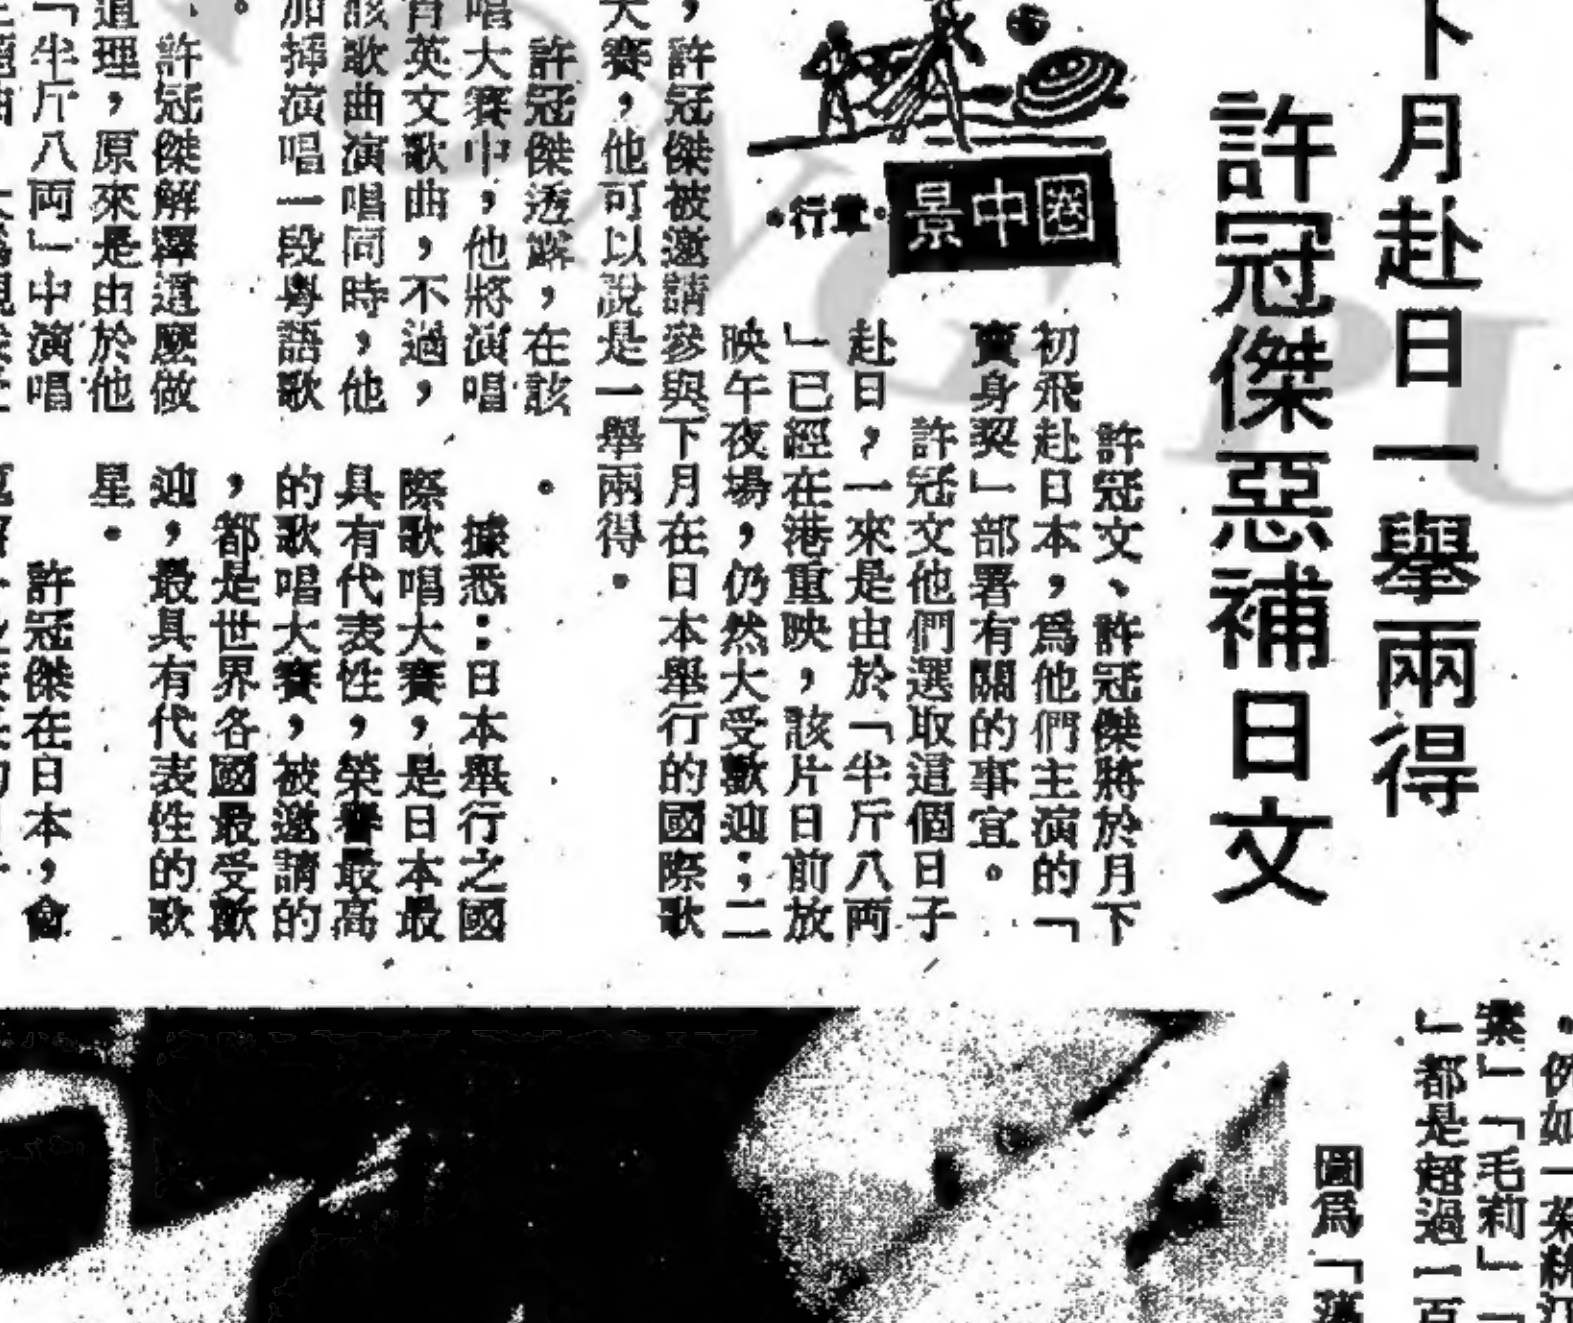 下月赴日一舉兩得
許冠傑惡補日文
圈中景
許冠文、許冠傑將於月下
初飛赴日本，爲他們主演的「
賣身契」部署有關的事宜。
許冠文他們選取這個日子
赴日，一來是由於「半斤八両
」已經在港重映，該片日前放
映午夜場，仍然大受歡迎；二
，許冠傑被邀請參與下月在日本舉行的國際歌
大賽，他可以說是一舉兩得。
許冠傑透露，在該
唱大賽中，他將演唱
首英文歌曲，不過，
該歌曲演唱同時，他
加揷演唱一段粤語歌
。
許冠傑解釋這麽做
道理，原來是由於他
「半斤八両」中演唱
據悉：日本舉行之國
際歌唱大賽，是日本最
具有代表性，榮譽最高
的歌唱大賽，被邀請的
，都是世界各國最受歡
迎，最具有代表性的歌
星。
許冠傑在日本，會
，例如
」「毛莉」
」都是超過一百
圖爲「